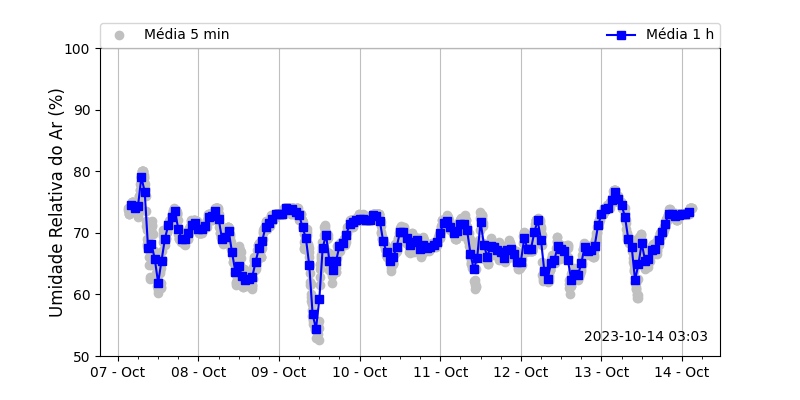 Média 5 min
Média 1 h
Umidade Relativa do Ar (%)
100
90
80
70
60
50
2023-10-14 03:03
07 - Oct
08 - Oct
09 - Oct
10 - Oct
11 - Oct
12 - Oct
13 - Oct
14 - Oct